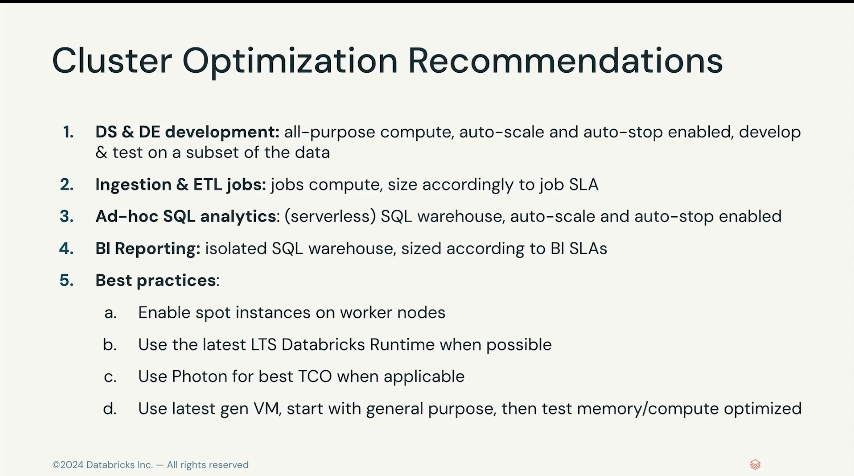 Cluster Optimization Recommendations
1. DS & DE development: all-purpose compute, auto-scale and auto-stop enabled, develop
& test on a subset of the data
2. Ingestion & ETL jobs: jobs compute, size accordingly to job SLA
3. Ad-hoc SQL analytics: (serverless) SQL warehouse, auto-scale and auto-stop enabled
4. BI Reporting: isolated SQL warehouse, sized according to BI SLAs
5. Best practices:
a. Enable spot instances on worker nodes
b. Use the latest LTS Databricks Runtime when possible
c. Use Photon for best TCO when applicable
d. Use latest gen VM, start with general purpose, then test memory/compute optimized
©2024 Databricks Inc. — All rights reserved